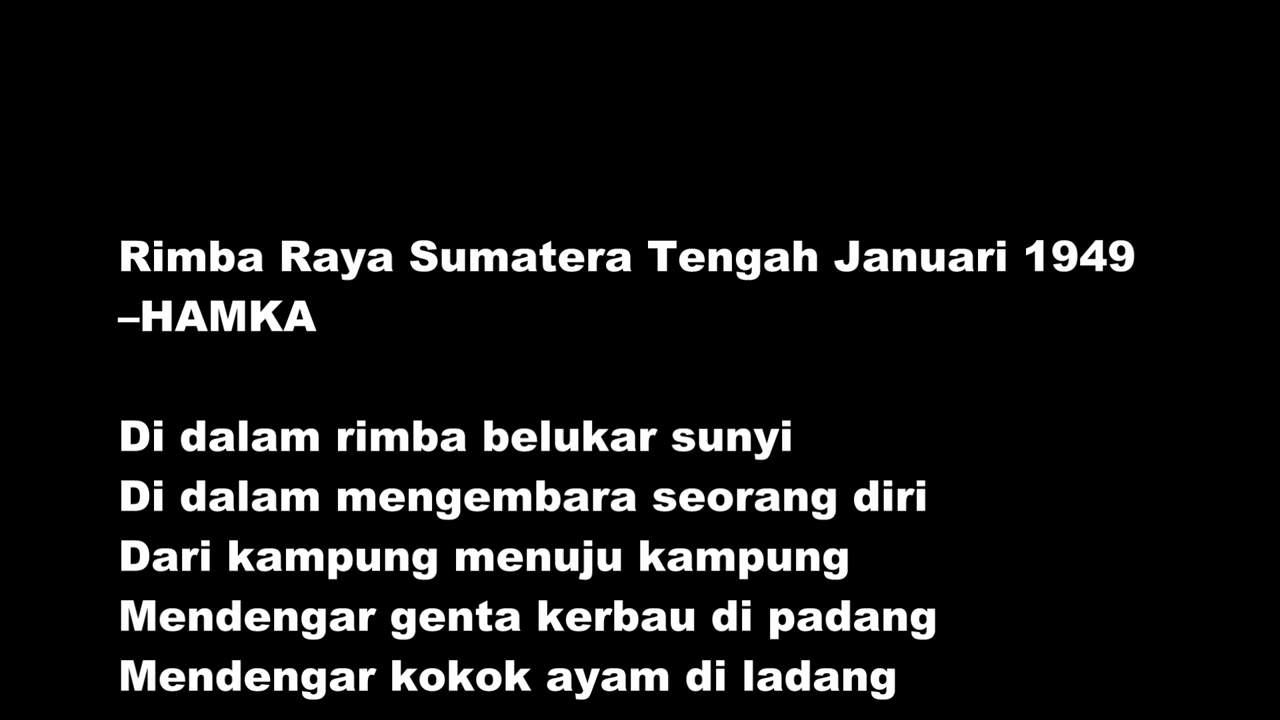 Rimba Raya Sumatera Tengah Januari 1949
–HAMKA
Di dalam rimba belukar sunyi
Di dalam mengembara seorang diri
Dari kampung menuju kampung
Mendengar genta kerbau di padang
Mendengar kokok ayam di ladang